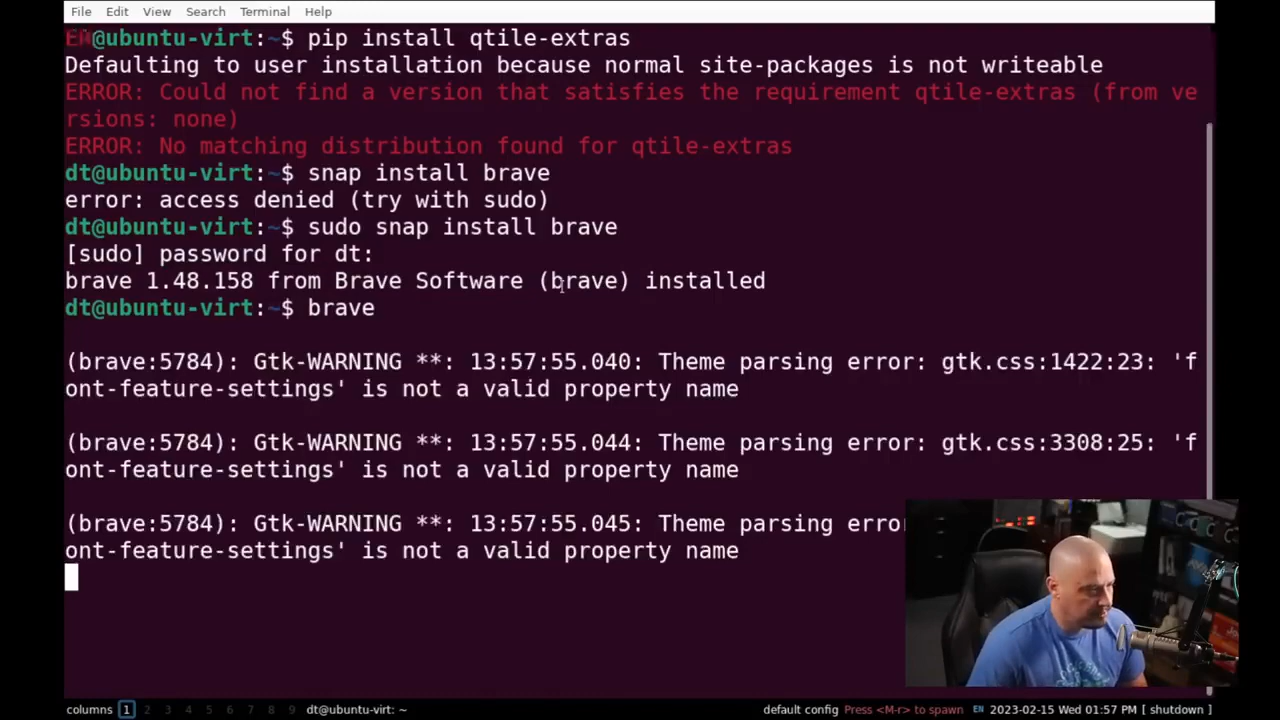 File Edit View Search Terminal Help
@ubuntu-virt:~$ pip install qtile-extras
Defaulting to user installation because normal site-packages is not writeable
ERROR: Could not find a version that satisfies the requirement qtile-extras (from ve
rsions: none)
ERROR: No matching distribution found for qtile-extras
dt@ubuntu-virt:~$ snap install brave
error: access denied (try with sudo)
dt@ubuntu-virt:~$ sudo snap install brave
[sudo] password for dt:
brave 1.48.158 from Brave Software (brave) installed
dt@ubuntu-virt:~$ brave
(brave:5784): Gtk-WARNING **: 13:57:55.040: Theme parsing error: gtk.css:1422:23: 'f
ont-feature-settings' is not a valid property name
(brave:5784): Gtk-WARNING **: 13:57:55.044: Theme parsing error: gtk.css:3308:25: 'f
ont-feature-settings' is not a valid property name
(brave:5784): Gtk-WARNING **: 13:57:55.045: Theme parsing erro
ont-feature-settings' is not a valid property name
columns 1 2 3 4 5 6 7 8 9 dt@ubuntu-virt: ~ default config Press <M-r> to spawn EN 2023-02-15 Wed 01:57 PM [ shutdown ]